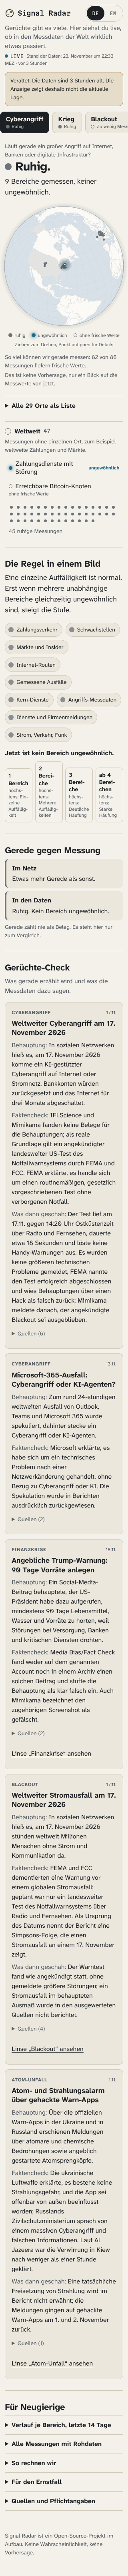 Signal Radar DE EN
Gerüchte gibt es viele. Hier siehst du live,
ob in den Messdaten der Welt wirklich
etwas passiert.
LIVE Stand der Daten: 23. November um 22:33
MEZ · vor 3 Stunden
Veraltet: Die Daten sind 3 Stunden alt. Die
Anzeige zeigt deshalb nicht die aktuelle
Lage.
Cyberangriff Krieg Blackout
Ruhig Ruhig Zu wenig Mess
Läuft gerade ein großer Angriff auf Internet,
Banken oder digitale Infrastruktur?
Ruhig.
9 Bereiche gemessen, keiner
ungewöhnlich.
ruhig ungewöhnlich ohne frische Werte
Ziehen zum Drehen, Punkt antippen für Details
So viel können wir gerade messen: 62 von 68
Messungen liefern frische Werte.
Das ist keine Vorhersage, nur ein Blick auf die
Messwerte von jetzt.
Alle 29 Orte als Liste
Weltweit 47
Messungen ohne einzelnen Ort, zum Beispiel
weltweite Zahlungen und Märkte.
Zahlungsdienste mit
Störung
ungewöhnlich
Erreichbare Bitcoin-Knoten
ohne frische Werte
45 ruhige Messungen
Die Regel in einem Bild
Eine einzelne Auffälligkeit ist normal.
Erst wenn mehrere unabhängige
Bereiche gleichzeitig ungewöhnlich
sind, steigt die Stufe.
Zahlungsverkehr Schwachstellen
Märkte und Insider
Internet-Routen
Gemessene Ausfälle
Kern-Dienste Angriffs-Messdaten
Dienste und Firmenmeldungen
Strom, Verkehr, Funk
Jetzt ist kein Bereich ungewöhnlich.
1
Bereich
höchs-
tens: Ein-
zelne
Auffällig-
keit
2
Berei-
che
höchs-
tens:
Mehrere
Auffällig-
keiten
3
Berei-
che
höchs-
tens:
Deutliche
Häufung
ab 4
Berei-
chen
höchs-
tens:
Starke
Häufung
Gerede gegen Messung
Im Netz
Etwas mehr Gerede als sonst.
In den Daten
Ruhig. Kein Bereich ungewöhnlich.
Gerede zählt nie als Beleg. Es steht hier nur
zum Vergleich.
Gerüchte-Check
Was gerade erzählt wird und was die
Messdaten dazu sagen.
CYBERANGRIFF 17.11.
Weltweiter Cyberangriff am 17.
November 2026
Behauptung: In sozialen Netzwerken
hieß es, am 17. November 2026
komme ein KI-gestützter
Cyberangriff auf Internet oder
Stromnetz, Bankkonten würden
zurückgesetzt und das Internet für
drei Monate abgeschaltet.
Faktencheck: IFLScience und
Mimikama fanden keine Belege für
die Behauptungen; als reale
Grundlage gilt ein angekündigter
landesweiter US-Test des
Notfallwarnsystems durch FEMA und
FCC. FEMA erklärte, es handle sich
um einen routinemäßigen, gesetzlich
vorgeschriebenen Test ohne
verborgenen Notfall.
Was dann geschah: Der Test lief am
17.11. gegen 14:20 Uhr Ostküstenzeit
über Radio und Fernsehen, dauerte
etwa 18 Sekunden und löste keine
Handy-Warnungen aus. Es wurden
keine größeren technischen
Probleme gemeldet, FEMA nannte
den Test erfolgreich abgeschlossen
und wies Behauptungen über einen
Hack als falsch zurück. Mimikama
meldete danach, der angekündigte
Blackout sei ausgeblieben.
Quellen (6)
CYBERANGRIFF 13.11.
Microsoft-365-Ausfall:
Cyberangriff oder KI-Agenten?
Behauptung: Zum rund 24-stündigen
weltweiten Ausfall von Outlook,
Teams und Microsoft 365 wurde
spekuliert, dahinter stecke ein
Cyberangriff oder KI-Agenten.
Faktencheck: Microsoft erklärte, es
habe sich um ein technisches
Problem nach einer
Netzwerkänderung gehandelt, ohne
Bezug zu Cyberangriff oder KI. Die
Spekulation wurde in Berichten
ausdrücklich zurückgewiesen.
Quellen (2)
FINANZKRISE 18.11.
Angebliche Trump-Warnung:
90 Tage Vorräte anlegen
Behauptung: Ein Social-Media-
Beitrag behauptete, der US-
Präsident habe dazu aufgerufen,
mindestens 90 Tage Lebensmittel,
Wasser und Vorräte zu horten, weil
Störungen bei Versorgung, Banken
und kritischen Diensten drohten.
Faktencheck: Media Bias/Fact Check
fand weder auf dem genannten
Account noch in einem Archiv einen
solchen Beitrag und stufte die
Behauptung als klar falsch ein. Auch
Mimikama bezeichnet den
zugehörigen Screenshot als
gefälscht.
Quellen (2)
Linse „Finanzkrise“ ansehen
BLACKOUT 17.11.
Weltweiter Stromausfall am 17.
November 2026
Behauptung: In sozialen Netzwerken
hieß es, am 17. November 2026
stünden weltweit Millionen
Menschen ohne Strom und
Kommunikation da.
Faktencheck: FEMA und FCC
dementierten eine Warnung vor
einem globalen Stromausfall;
geplant war nur ein landesweiter
Test des Notfallwarnsystems über
Radio und Fernsehen. Als Ursprung
des Datums nennt der Bericht eine
Simpsons-Folge, die einen
Stromausfall an einem 17. November
zeigt.
Was dann geschah: Der Warntest
fand wie angekündigt statt, ohne
gemeldete größere Störungen; ein
Stromausfall im behaupteten
Ausmaß wurde in den ausgewerteten
Quellen nicht berichtet.
Quellen (4)
Linse „Blackout“ ansehen
ATOM-UNFALL 1.11.
Atom- und Strahlungsalarm
über gehackte Warn-Apps
Behauptung: Über die offiziellen
Warn-Apps in der Ukraine und in
Russland erschienen Meldungen
über atomare und chemische
Bedrohungen sowie angeblich
gestartete Atomsprengköpfe.
Faktencheck: Die ukrainische
Luftwaffe erklärte, es bestehe keine
Strahlungsgefahr, und die App sei
offenbar von außen beeinflusst
worden; Russlands
Zivilschutzministerium sprach von
einem massiven Cyberangriff und
falschen Informationen. Laut Al
Jazeera war die Verwirrung in Kiew
nach weniger als einer Stunde
geklärt.
Was dann geschah: Eine tatsächliche
Freisetzung von Strahlung wird im
Bericht nicht erwähnt; die
Meldungen gingen auf gehackte
Warn-Apps am 1. und 2. November
zurück.
Quellen (1)
Linse „Atom-Unfall“ ansehen
Für Neugierige
Verlauf je Bereich, letzte 14 Tage
Alle Messungen mit Rohdaten
So rechnen wir
Für den Ernstfall
Quellen und Pflichtangaben
Signal Radar ist ein Open-Source-Projekt im
Aufbau. Keine Wahrscheinlichkeit, keine
Vorhersage.